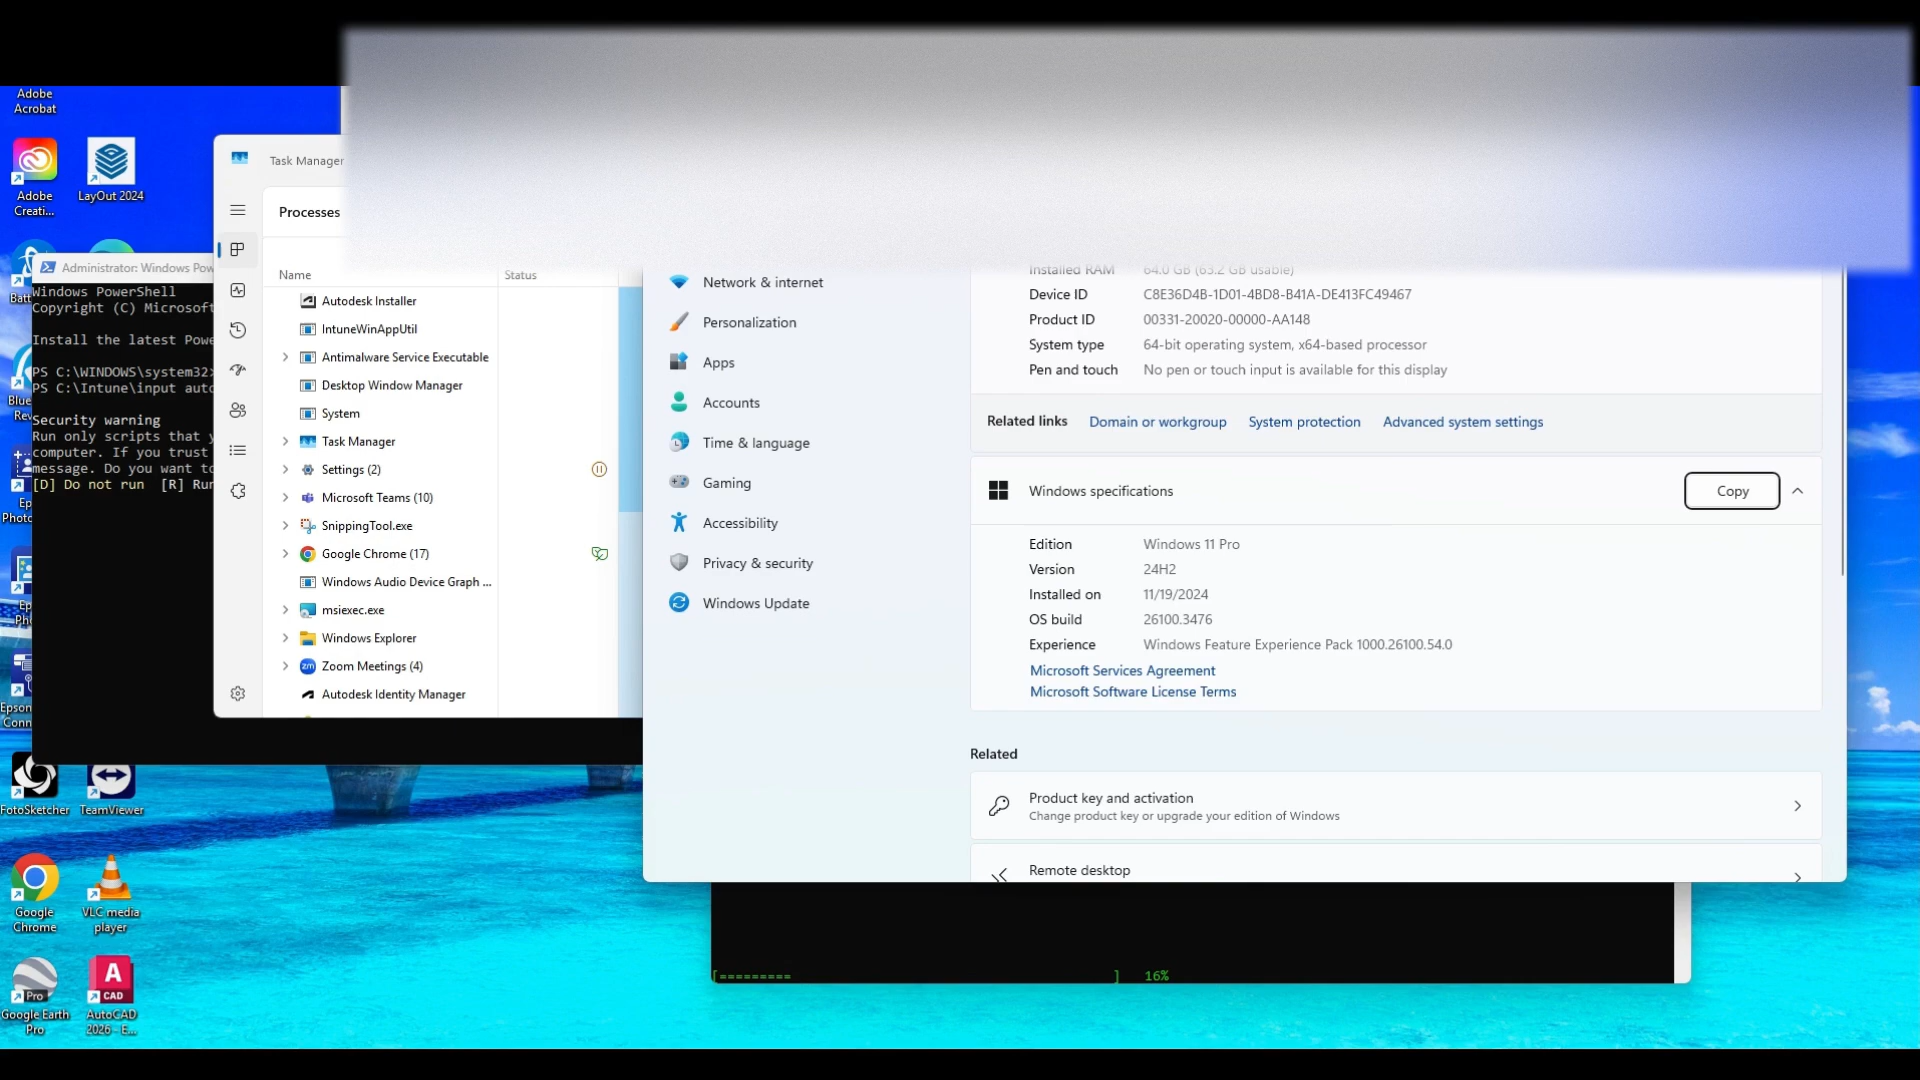 Adobe
Acrobat
Adobe
Creati...
LayOut 2024
Administrator: Windows Pow
Windows PowerShell
Copyright (C) Microsoft
Install the latest Powe
PS C:\WINDOWS\system32>
PS C:\Intune\input auto
Security warning
Run only scripts that y
computer. If you trust
message. Do you want to
[D] Do not run [R] Run
FotoSketcher
TeamViewer
Google
Chrome
VLC media
player
Google Earth
Pro
AutoCAD
2026 - E...
Task Manager
Processes
Name
Status
Autodesk Installer
IntuneWinAppUtil
Antimalware Service Executable
Desktop Window Manager
System
Task Manager
Settings (2)
Microsoft Teams (10)
SnippingTool.exe
Google Chrome (17)
Windows Audio Device Graph ...
msiexec.exe
Windows Explorer
Zoom Meetings (4)
Autodesk Identity Manager
Network & internet
Personalization
Apps
Accounts
Time & language
Gaming
Accessibility
Privacy & security
Windows Update
Installed RAM 64.0 GB (63.2 GB usable)
Device ID C8E36D4B-1D01-4BD8-B41A-DE413FC49467
Product ID 00331-20020-00000-AA148
System type 64-bit operating system, x64-based processor
Pen and touch No pen or touch input is available for this display
Related links Domain or workgroup System protection Advanced system settings
Windows specifications
Copy
Edition Windows 11 Pro
Version 24H2
Installed on 11/19/2024
OS build 26100.3476
Experience Windows Feature Experience Pack 1000.26100.54.0
Microsoft Services Agreement
Microsoft Software License Terms
Related
Product key and activation
Change product key or upgrade your edition of Windows
Remote desktop
[========= ] 16%